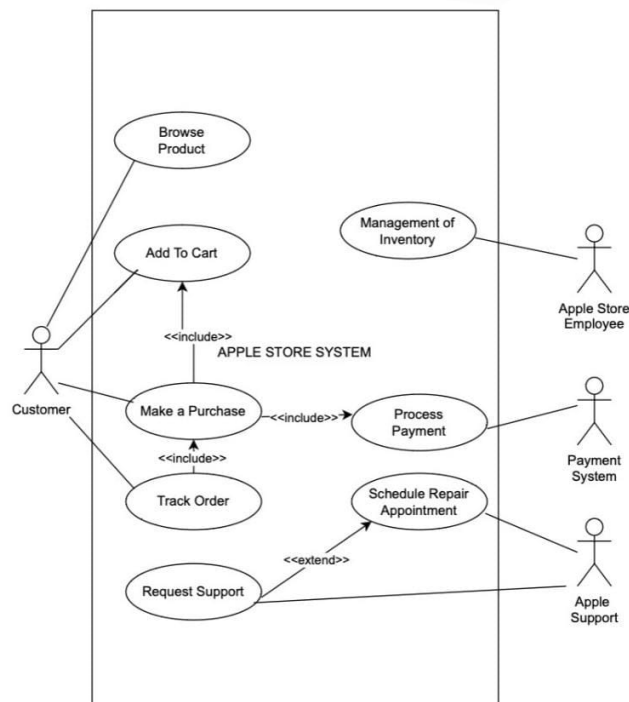 Browse
Product
Management of
Inventory
Add To Cart
Apple Store
Employee
<<include>>
APPLE STORE SYSTEM
Customer
Make a Purchase
<<include>>
Process
Payment
<<include>>
Payment
System
Track Order
Schedule Repair
Appointment
<<extend>>
Request Support
Apple
Support